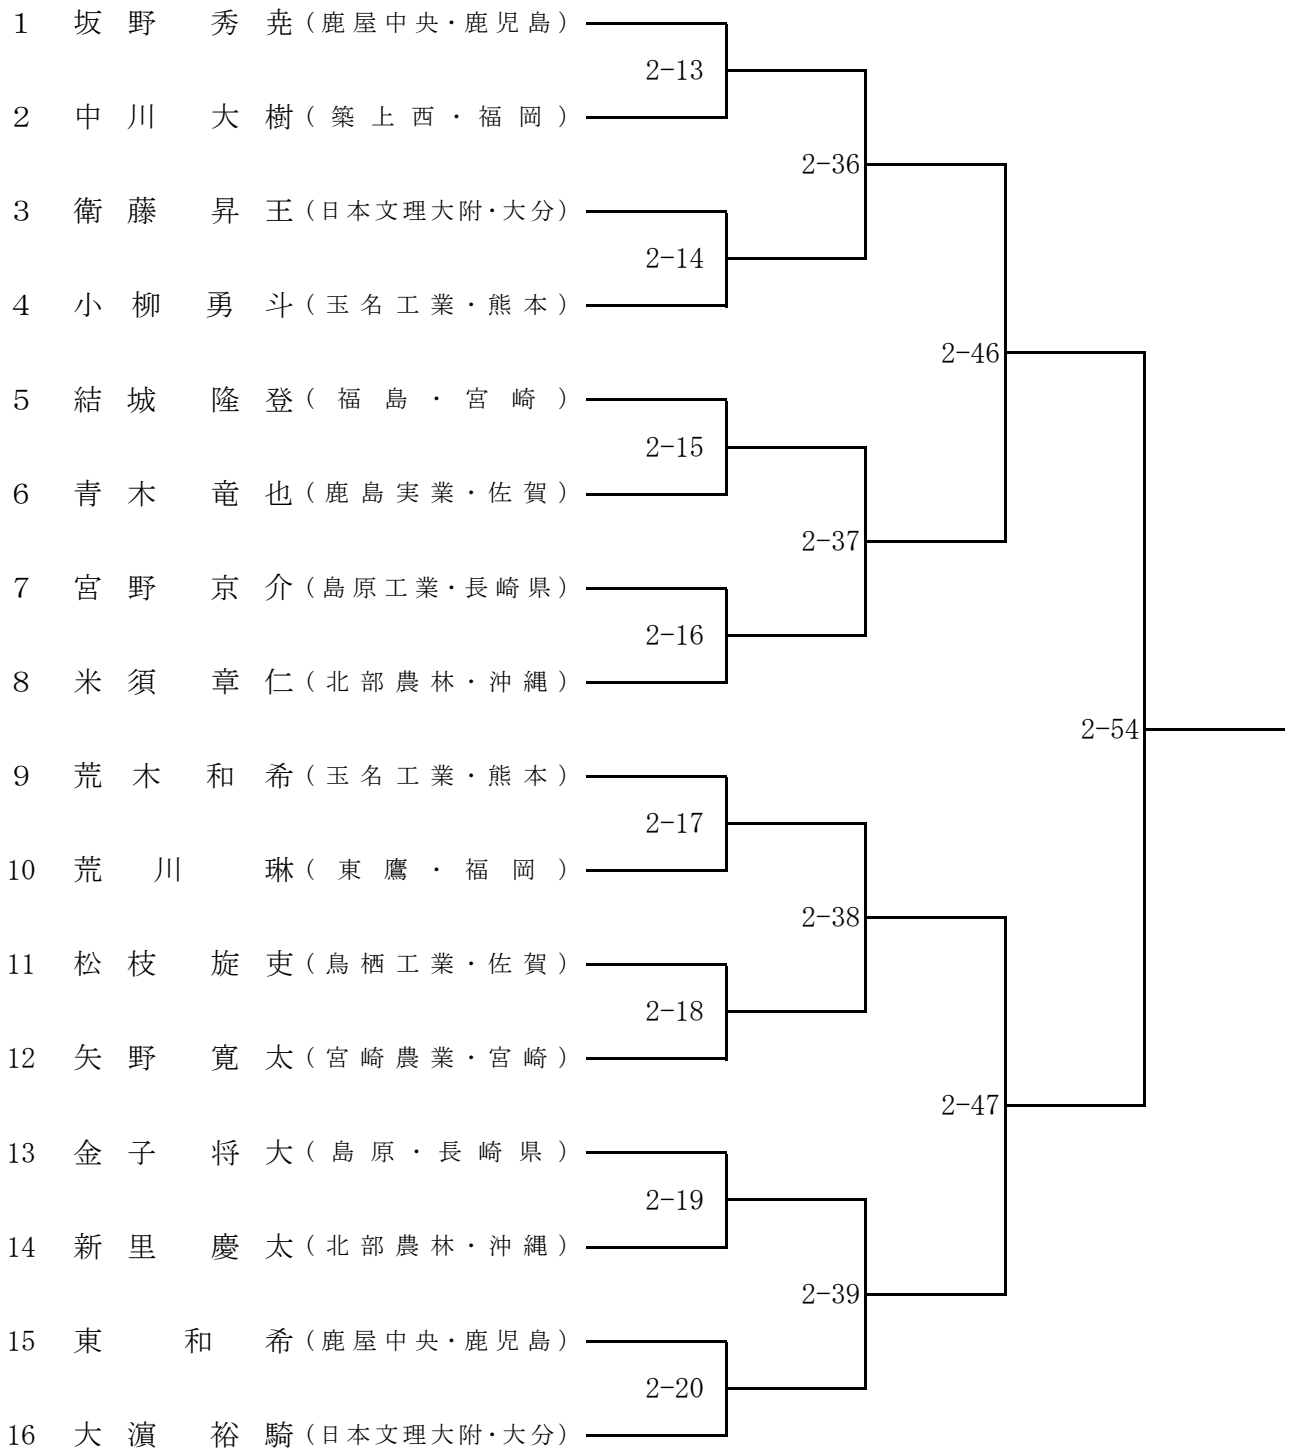 1 坂野 秀尭(鹿屋中央・鹿児島)
2-13
2 中川 大樹(築上西・福岡)
2-36
3 衛藤 昇王(日本文理大附・大分)
2-14
4 小柳 勇斗(玉名工業・熊本)
2-46
5 結城 隆登(福島・宮崎)
2-15
6 青木 竜也(鹿島実業・佐賀)
2-37
7 宮野 京介(島原工業・長崎県)
2-16
8 米須 章仁(北部農林・沖縄)
2-54
9 荒木 和希(玉名工業・熊本)
2-17
10 荒川 琳(東鷹・福岡)
2-38
11 松枝 旋吏(鳥栖工業・佐賀)
2-18
12 矢野 寛太(宮崎農業・宮崎)
2-47
13 金子 将大(島原・長崎県)
2-19
14 新里 慶太(北部農林・沖縄)
2-39
15 東 和希(鹿屋中央・鹿児島)
2-20
16 大濵 裕騎(日本文理大附・大分)